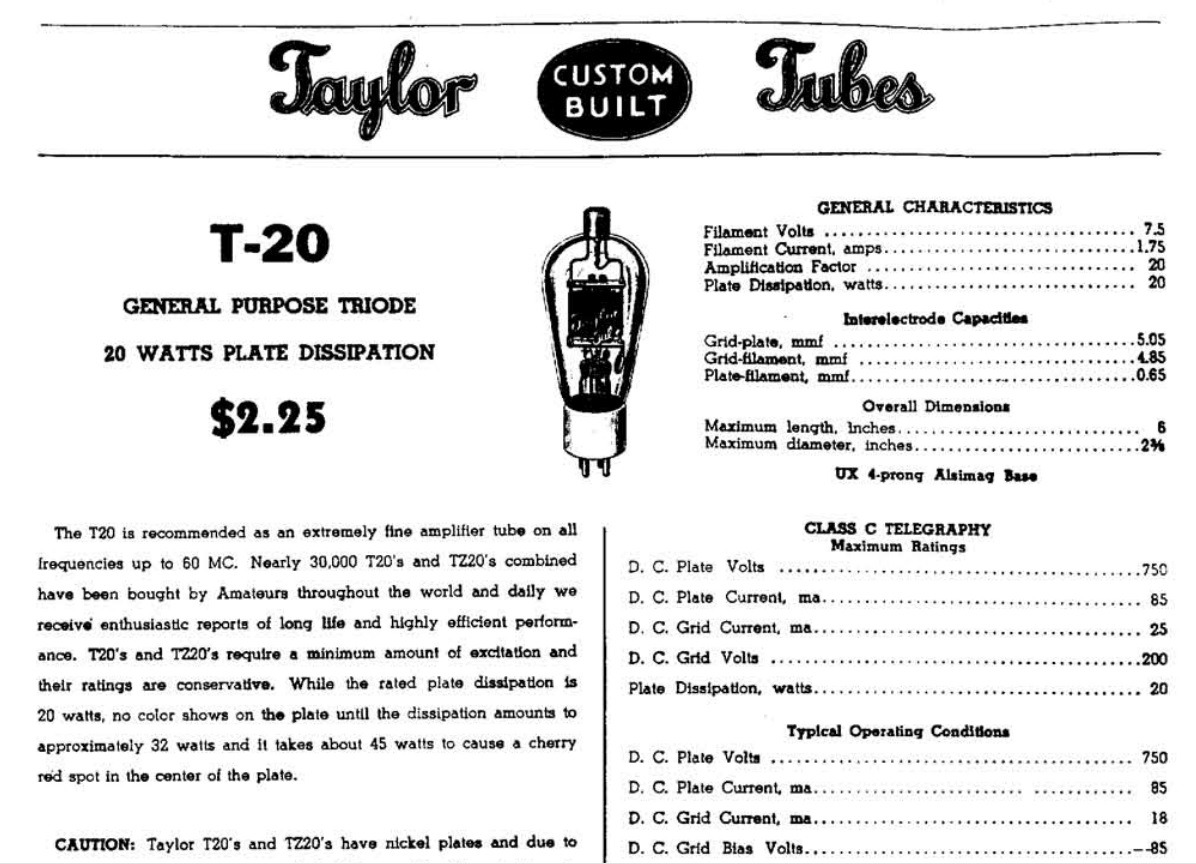 Taylor CUSTOM BUILT Tubes
T-20
GENERAL PURPOSE TRIODE
20 WATTS PLATE DISSIPATION
$2.25
GENERAL CHARACTERISTICS
Filament Volts ........ 7.5
Filament Current, amps........ 1.75
Amplification Factor ........ 20
Plate Dissipation, watts........ 20
Interelectrode Capacities
Grid-plate, mmf ........ 5.05
Grid-filament, mmf ........ 4.85
Plate-filament, mmf........ 0.65
Overall Dimensions
Maximum length, inches........ 6
Maximum diameter, inches........ 2
UX 4-prong Alsimag Base
The T20 is recommended as an extremely fine amplifier tube on all
frequencies up to 60 MC. Nearly 30,000 T20's and TZ20's combined
have been bought by Amateurs throughout the world and daily we
receive enthusiastic reports of long life and highly efficient perform-
ance. T20's and TZ20's require a minimum amount of excitation and
their ratings are conservative. While the rated plate dissipation is
20 watts, no color shows on the plate until the dissipation amounts to
approximately 32 watts and it takes about 45 watts to cause a cherry
red spot in the center of the plate.
CAUTION: Taylor T20's and TZ20's have nickel plates and due to
CLASS C TELEGRAPHY
Maximum Ratings
D. C. Plate Volts ........ 750
D. C. Plate Current, ma........ 85
D. C. Grid Current, ma........ 25
D. C. Grid Volts ........ 200
Plate Dissipation, watts........ 20
Typical Operating Conditions
D. C. Plate Volts ........ 750
D. C. Plate Current, ma........ 85
D. C. Grid Current, ma........ 18
D. C. Grid Bias Volts........ --85